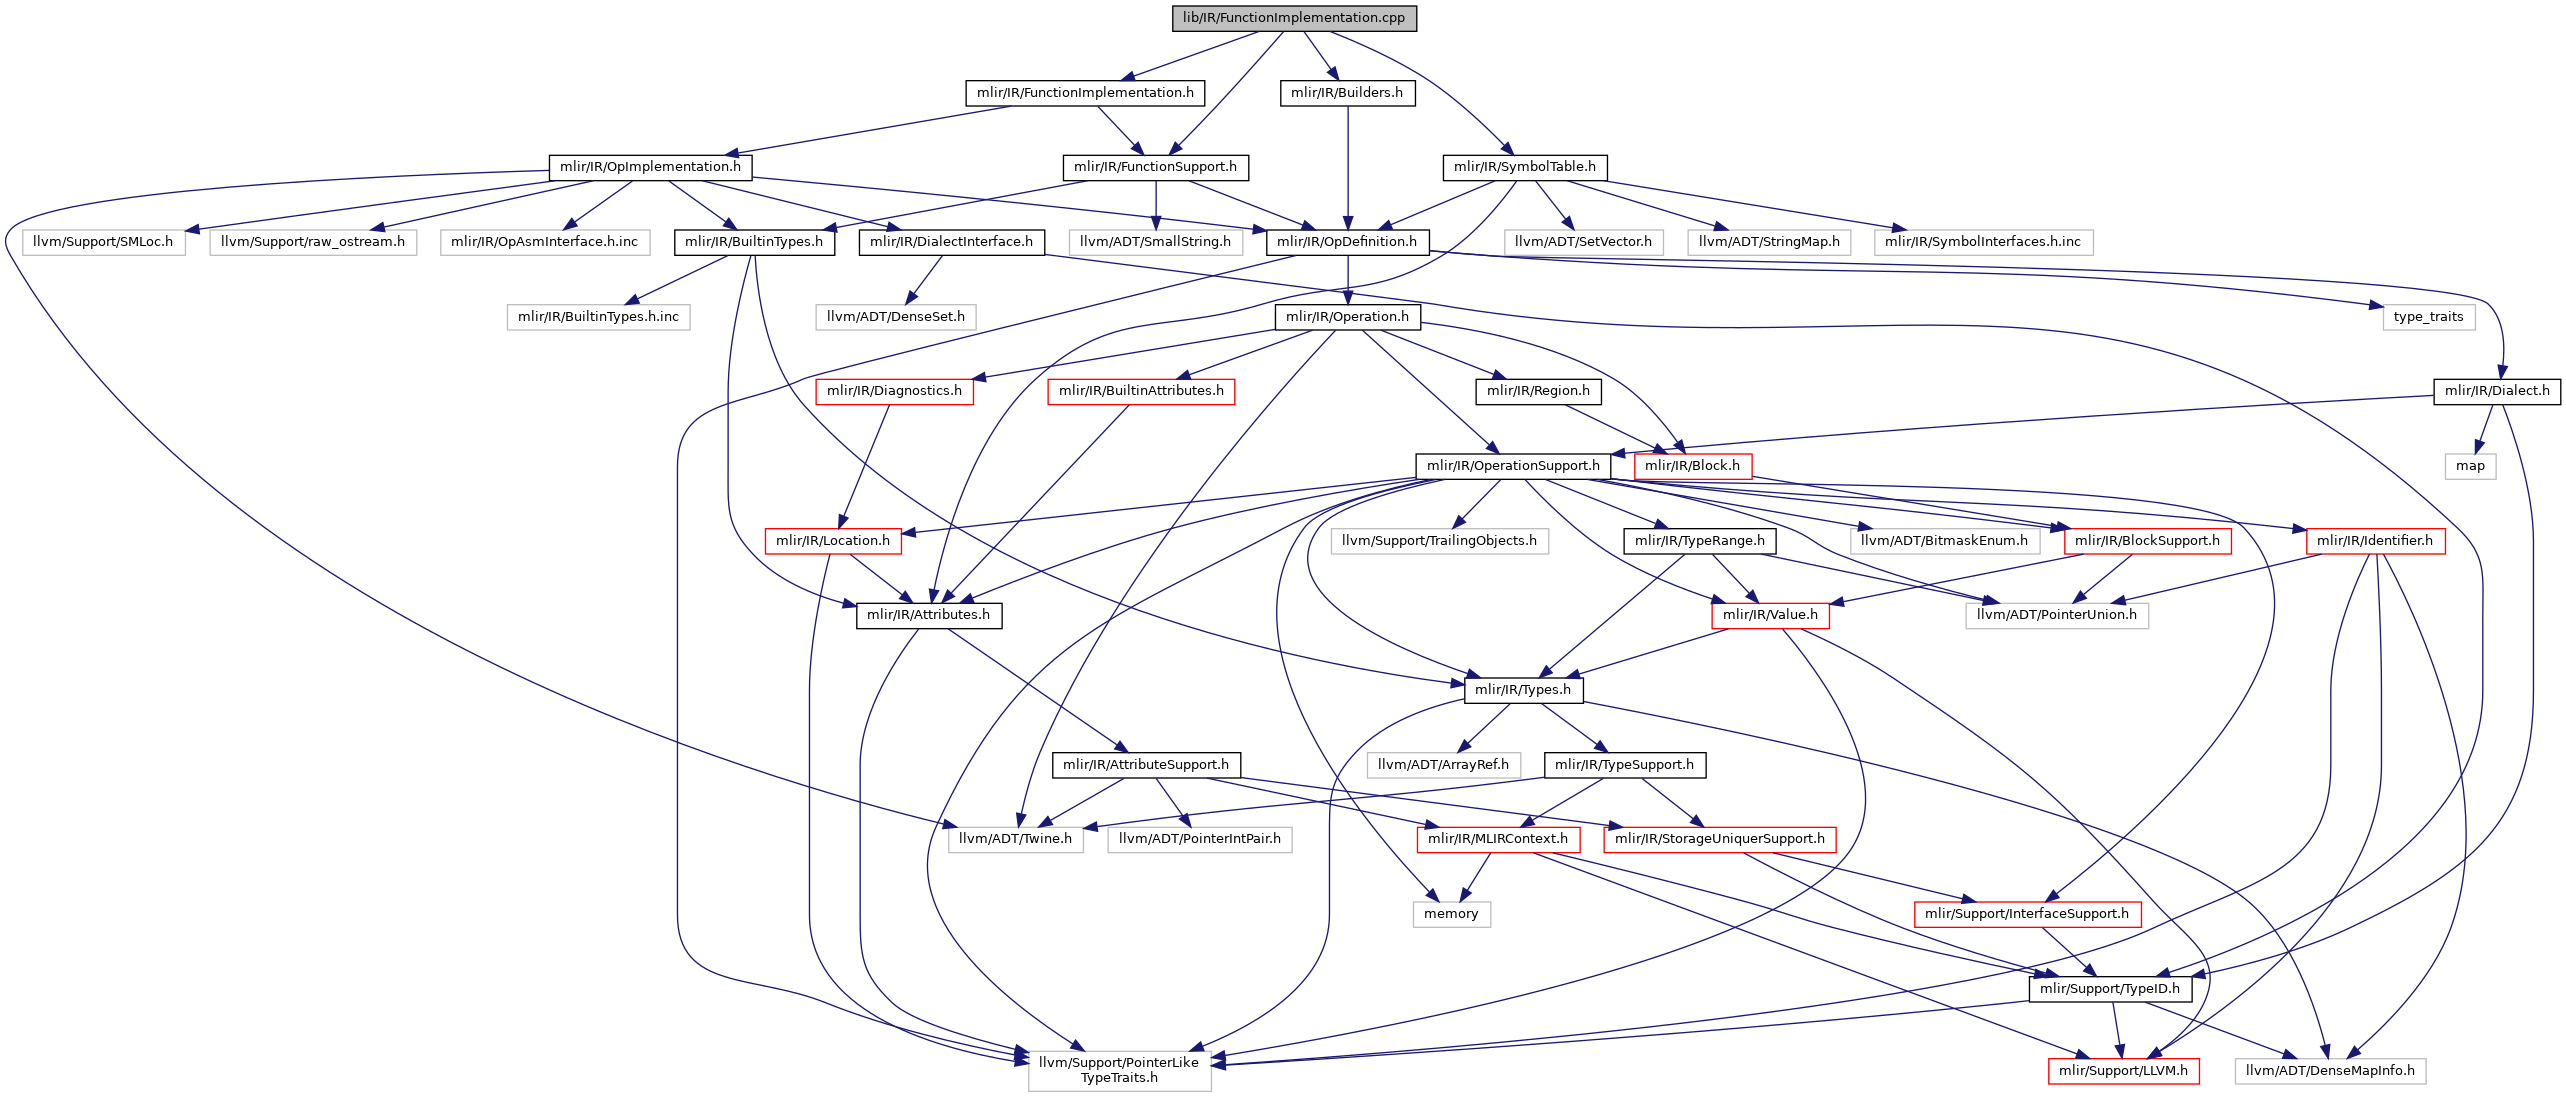 lib/IR/FunctionImplementation.cpp
mlir/IR/FunctionImplementation.h
mlir/IR/Builders.h
mlir/IR/OpImplementation.h
mlir/IR/FunctionSupport.h
mlir/IR/SymbolTable.h
llvm/Support/SMLoc.h
llvm/Support/raw_ostream.h
mlir/IR/OpAsmInterface.h.inc
mlir/IR/BuiltinTypes.h
mlir/IR/DialectInterface.h
llvm/ADT/SmallString.h
mlir/IR/OpDefinition.h
llvm/ADT/SetVector.h
llvm/ADT/StringMap.h
mlir/IR/SymbolInterfaces.h.inc
mlir/IR/BuiltinTypes.h.inc
llvm/ADT/DenseSet.h
mlir/IR/Operation.h
type_traits
mlir/IR/Diagnostics.h
mlir/IR/BuiltinAttributes.h
mlir/IR/Region.h
mlir/IR/Dialect.h
mlir/IR/OperationSupport.h
mlir/IR/Block.h
map
mlir/IR/Location.h
llvm/Support/TrailingObjects.h
mlir/IR/TypeRange.h
llvm/ADT/BitmaskEnum.h
mlir/IR/BlockSupport.h
mlir/IR/Identifier.h
mlir/IR/Attributes.h
mlir/IR/Value.h
llvm/ADT/PointerUnion.h
mlir/IR/Types.h
mlir/IR/AttributeSupport.h
llvm/ADT/ArrayRef.h
mlir/IR/TypeSupport.h
llvm/ADT/Twine.h
llvm/ADT/PointerIntPair.h
mlir/IR/MLIRContext.h
mlir/IR/StorageUniquerSupport.h
memory
mlir/Support/InterfaceSupport.h
mlir/Support/TypeID.h
llvm/Support/PointerLike
TypeTraits.h
mlir/Support/LLVM.h
llvm/ADT/DenseMapInfo.h